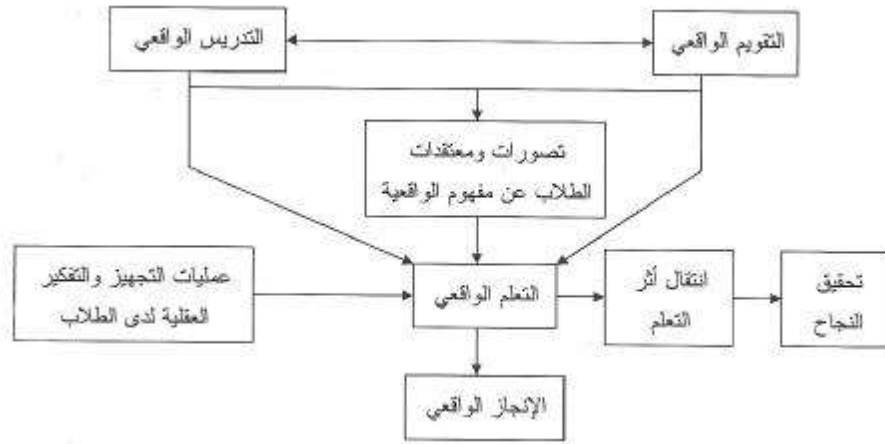 التقويم الواقعي
التدريس الواقعي
تصورات ومعتقدات
الطلاب عن مفهوم الواقعية
عمليات التجهيز والتفكير
العقلية لدى الطلاب
التعلم الواقعي
انتقال أثر
التعلم
تحقيق
النجاح
الإنجاز الواقعي